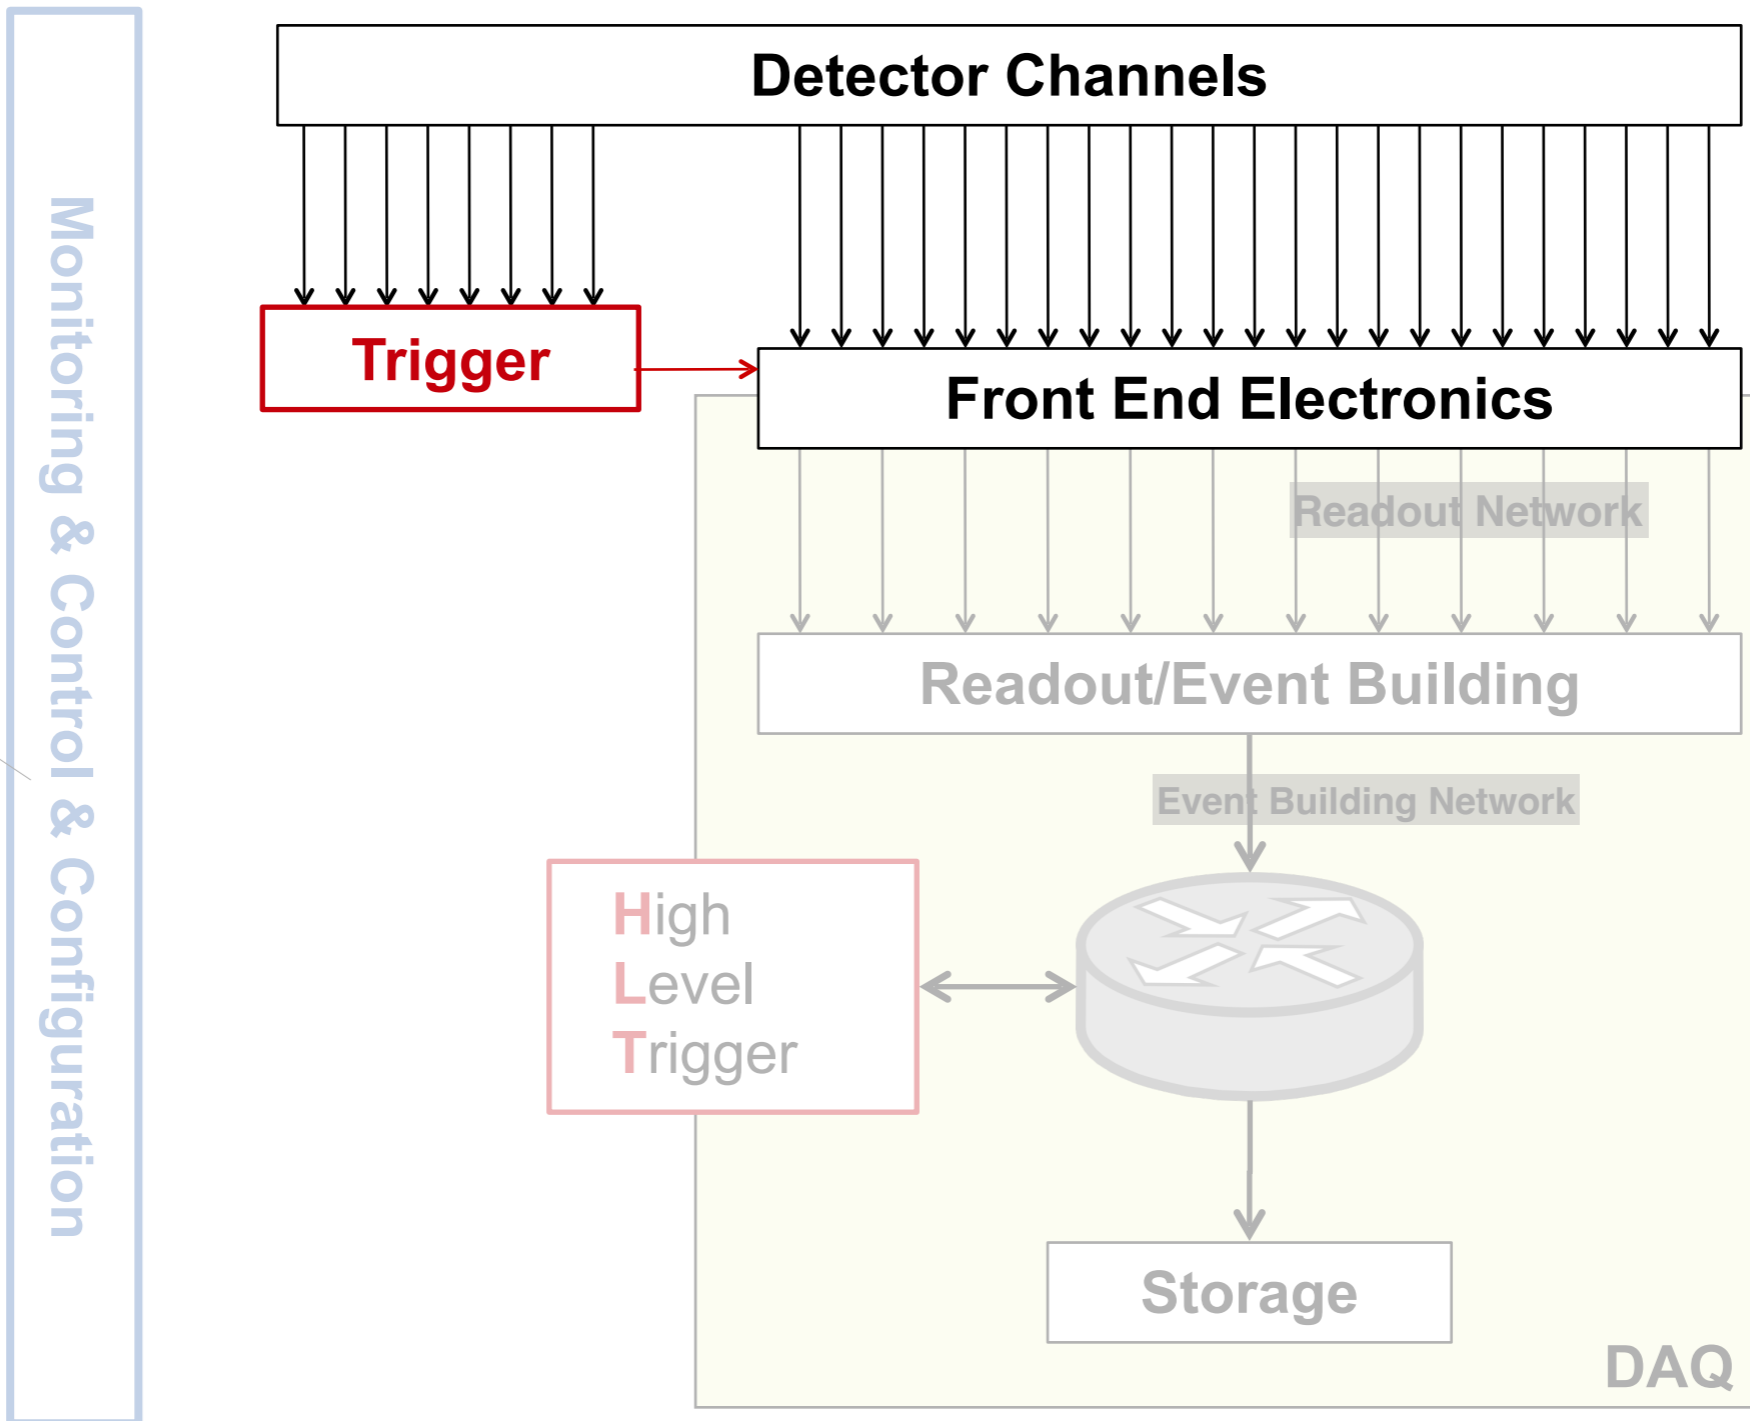 Detector Channels
Monitoring & Control & Configuration
Trigger
Front End Electronics
Readout Network
Readout/Event Building
Event Building Network
High
Level
Trigger
Storage
DAQ